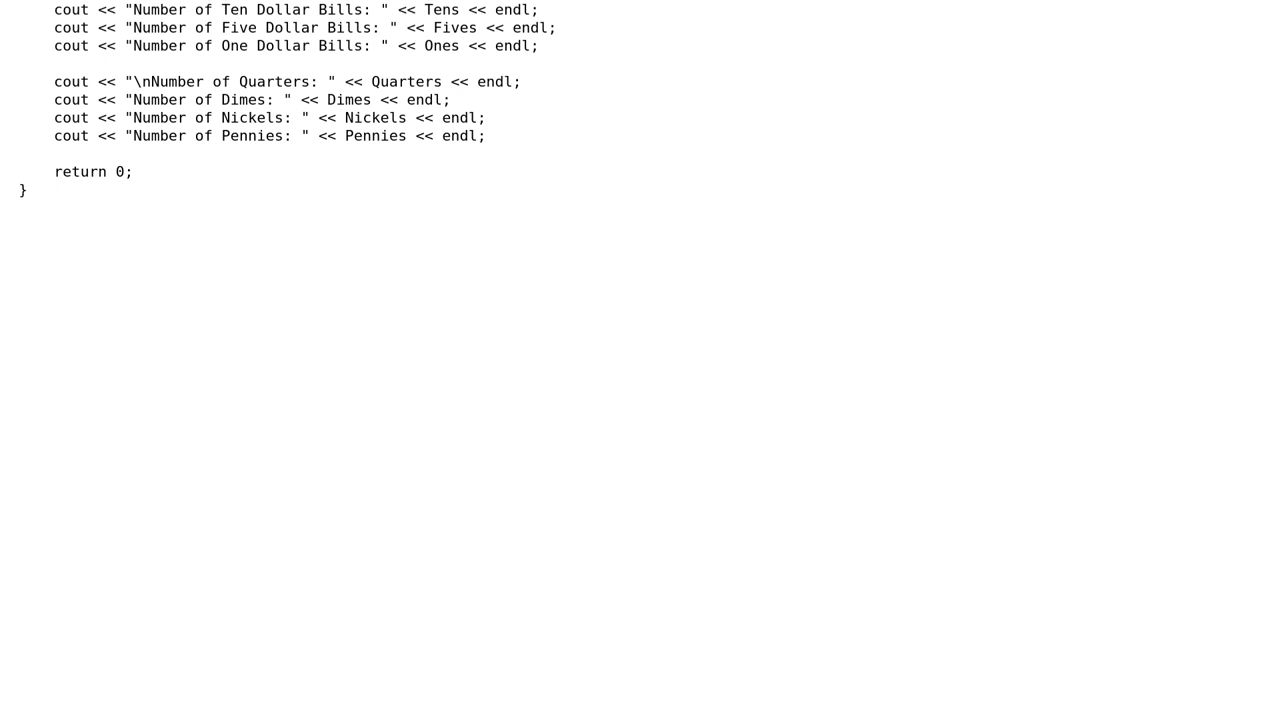 cout << "Number of Ten Dollar Bills: " << Tens << endl;
cout << "Number of Five Dollar Bills: " << Fives << endl;
cout << "Number of One Dollar Bills: " << Ones << endl;
cout << "\nNumber of Quarters: " << Quarters << endl;
cout << "Number of Dimes: " << Dimes << endl;
cout << "Number of Nickels: " << Nickels << endl;
cout << "Number of Pennies: " << Pennies << endl;
return 0;
}